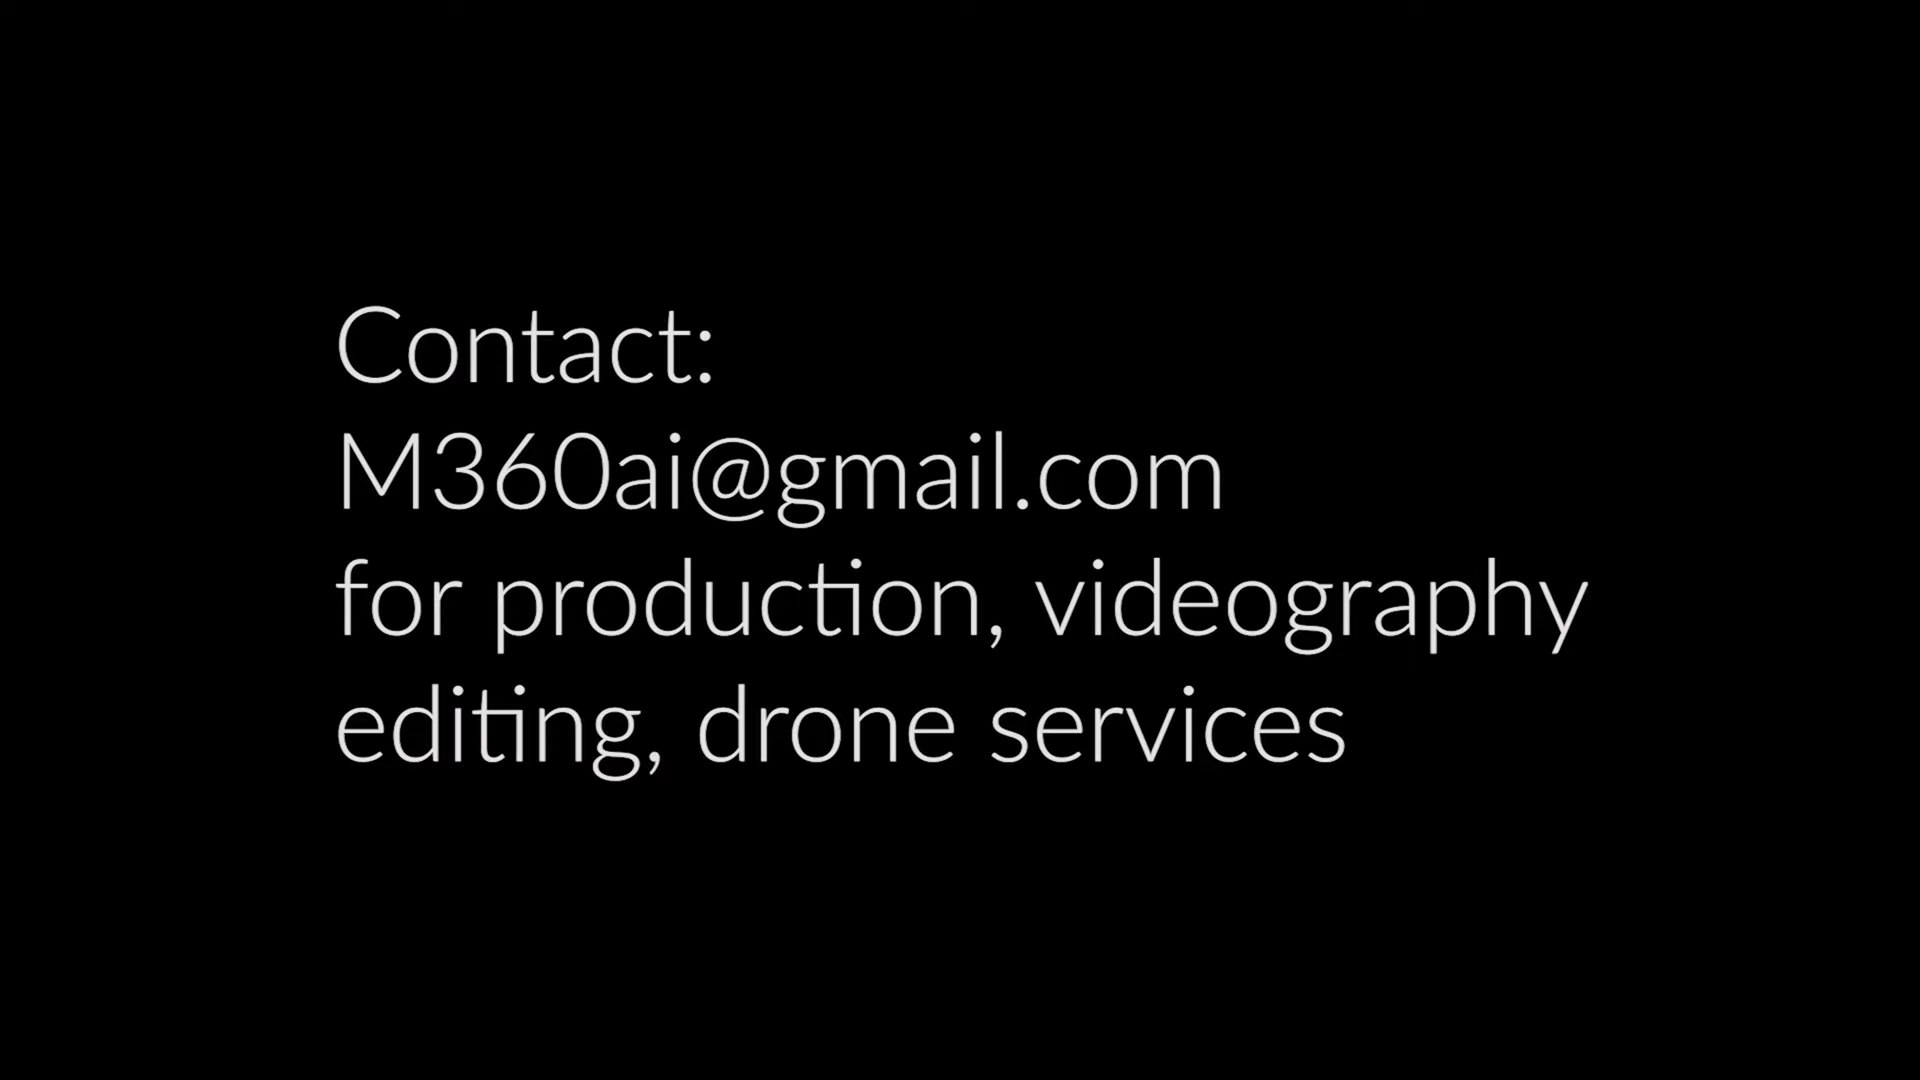 Contact:
M360ai@gmail.com
for production, videography
editing, drone services